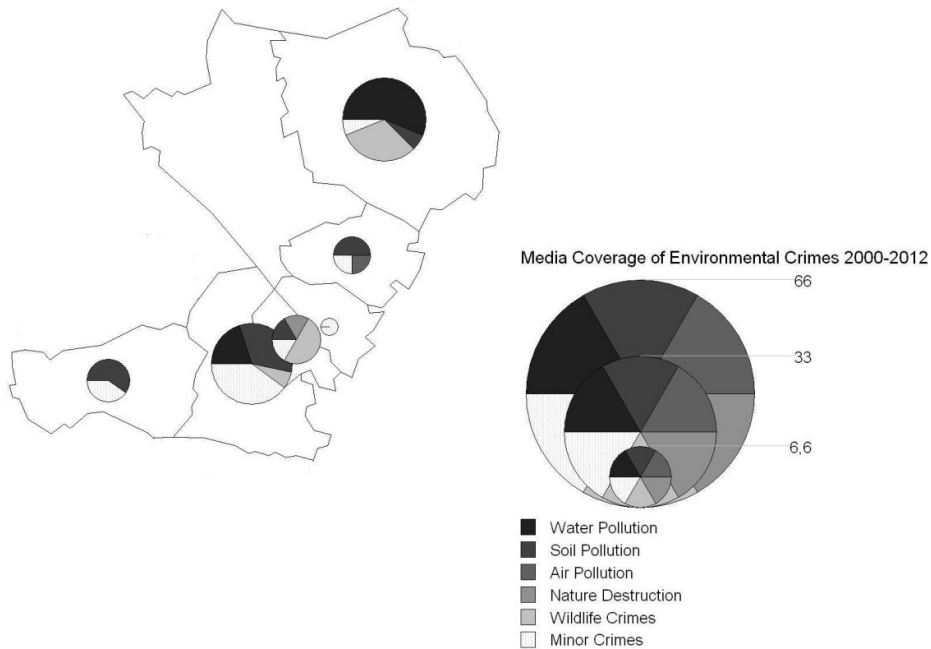 Media Coverage of Environmental Crimes 2000-2012
66
33
6,6
Water Pollution
Soil Pollution
Air Pollution
Nature Destruction
Wildlife Crimes
Minor Crimes